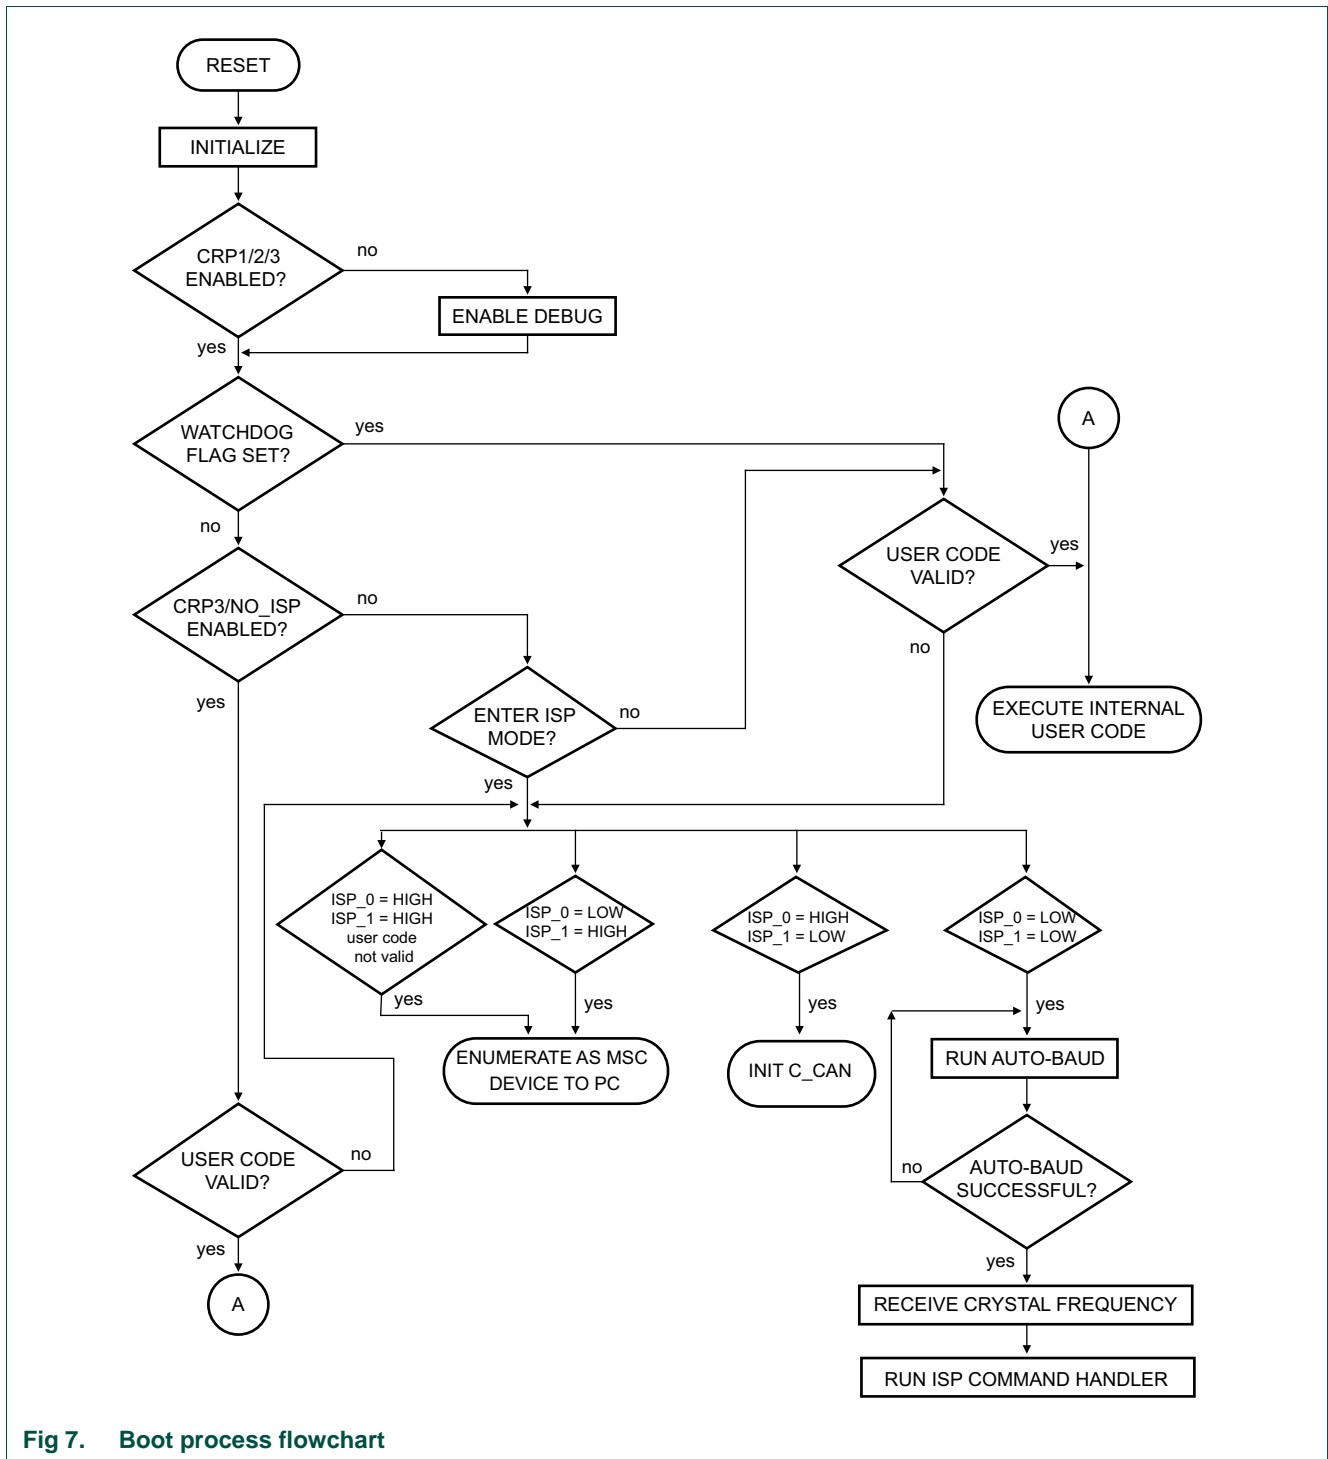 RESET
INITIALIZE
CRP1/2/3
ENABLED?
no
ENABLE DEBUG
yes
WATCHDOG
FLAG SET?
yes
A
no
USER CODE
VALID?
yes
no
CRP3/NO_ISP
ENABLED?
no
yes
ENTER ISP
MODE?
no
EXECUTE INTERNAL
USER CODE
yes
ISP_0 = HIGH
ISP_1 = HIGH
user code
not valid
ISP_0 = LOW
ISP_1 = HIGH
ISP_0 = HIGH
ISP_1 = LOW
ISP_0 = LOW
ISP_1 = LOW
yes
yes
yes
yes
ENUMERATE AS MSC
DEVICE TO PC
INIT C_CAN
RUN AUTO-BAUD
USER CODE
VALID?
no
no
AUTO-BAUD
SUCCESSFUL?
yes
yes
A
RECEIVE CRYSTAL FREQUENCY
RUN ISP COMMAND HANDLER
Fig 7. Boot process flowchart